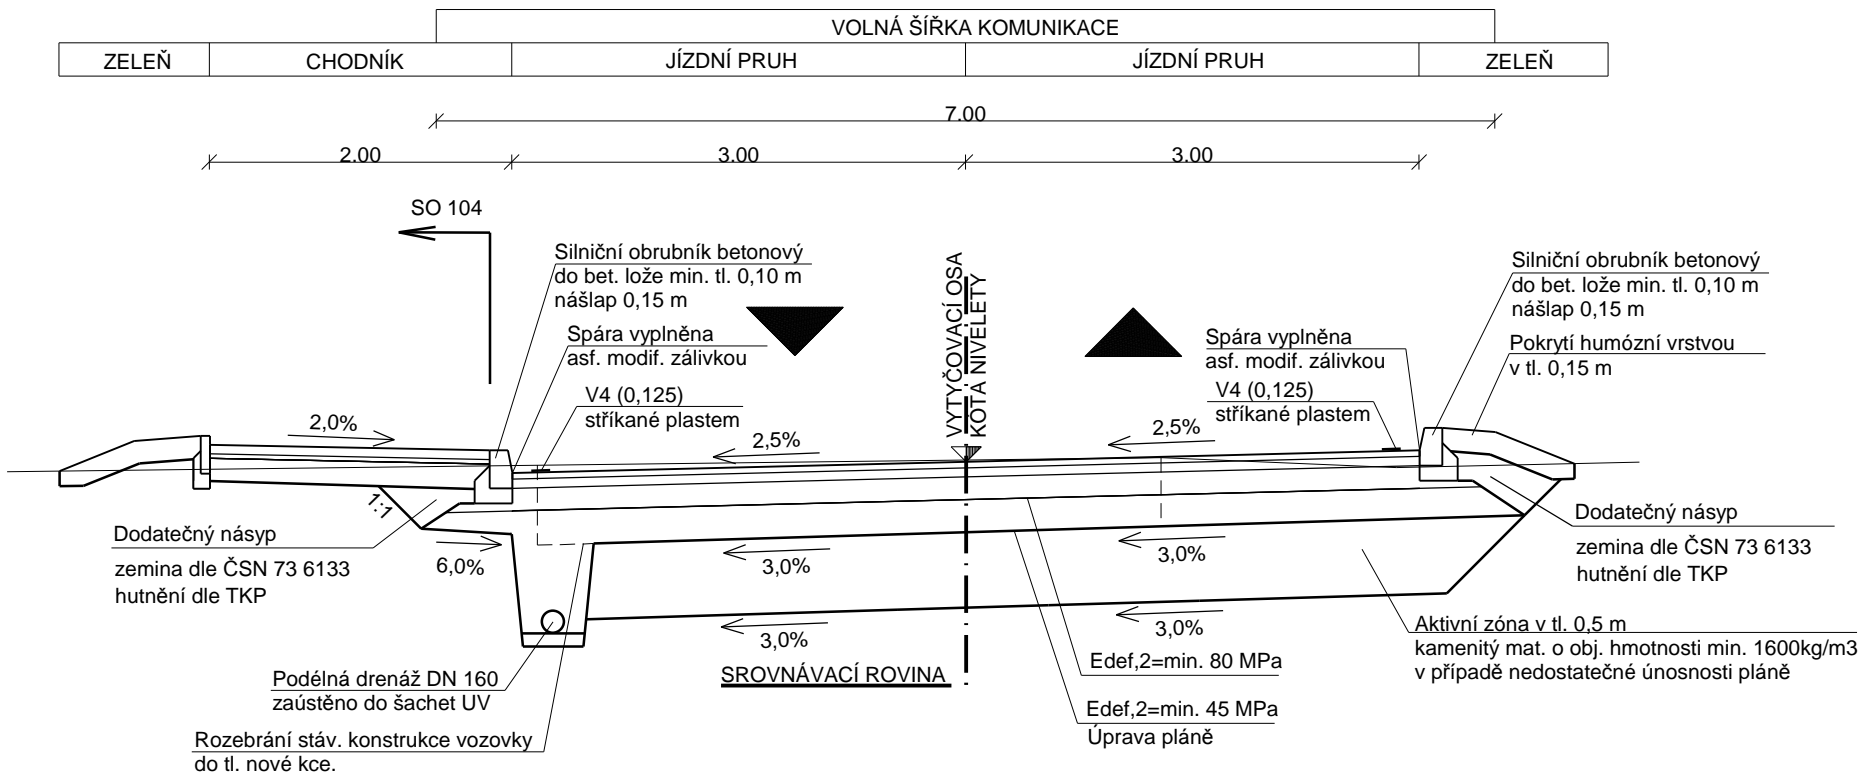 VOLNÁ ŠÍŘKA KOMUNIKACE
ZELEŇ
CHODNÍK
JÍZDNÍ PRUH
JÍZDNÍ PRUH
ZELEŇ
7.00
2.00
3.00
3.00
SO 104
Silniční obrubník betonový
do bet. lože min. tl. 0,10 m
nášlap 0,15 m
Spára vyplněna
asf. modif. zálivkou
V4 (0,125)
stříkané plastem
VYTYČOVACÍ OSA
KOTA NIVELETY
Silniční obrubník betonový
do bet. lože min. tl. 0,10 m
nášlap 0,15 m
Spára vyplněna
asf. modif. zálivkou
V4 (0,125)
stříkané plastem
Pokrytí humózní vrstvou
v tl. 0,15 m
2,0%
2,5%
2,5%
1:1
Dodatečný násyp
zemina dle ČSN 73 6133
hutnění dle TKP
6,0%
3,0%
3,0%
Dodatečný násyp
zemina dle ČSN 73 6133
hutnění dle TKP
3,0%
3,0%
Aktivní zóna v tl. 0,5 m
kamenitý mat. o obj. hmotnosti min. 1600kg/m3
v případě nedostatečné únosnosti pláně
SROVNÁVACÍ ROVINA
Edef,2=min. 80 MPa
Edef,2=min. 45 MPa
Úprava pláně
Podélná drenáž DN 160
zaústěno do šachet UV
Rozebrání stáv. konstrukce vozovky
do tl. nové kce.